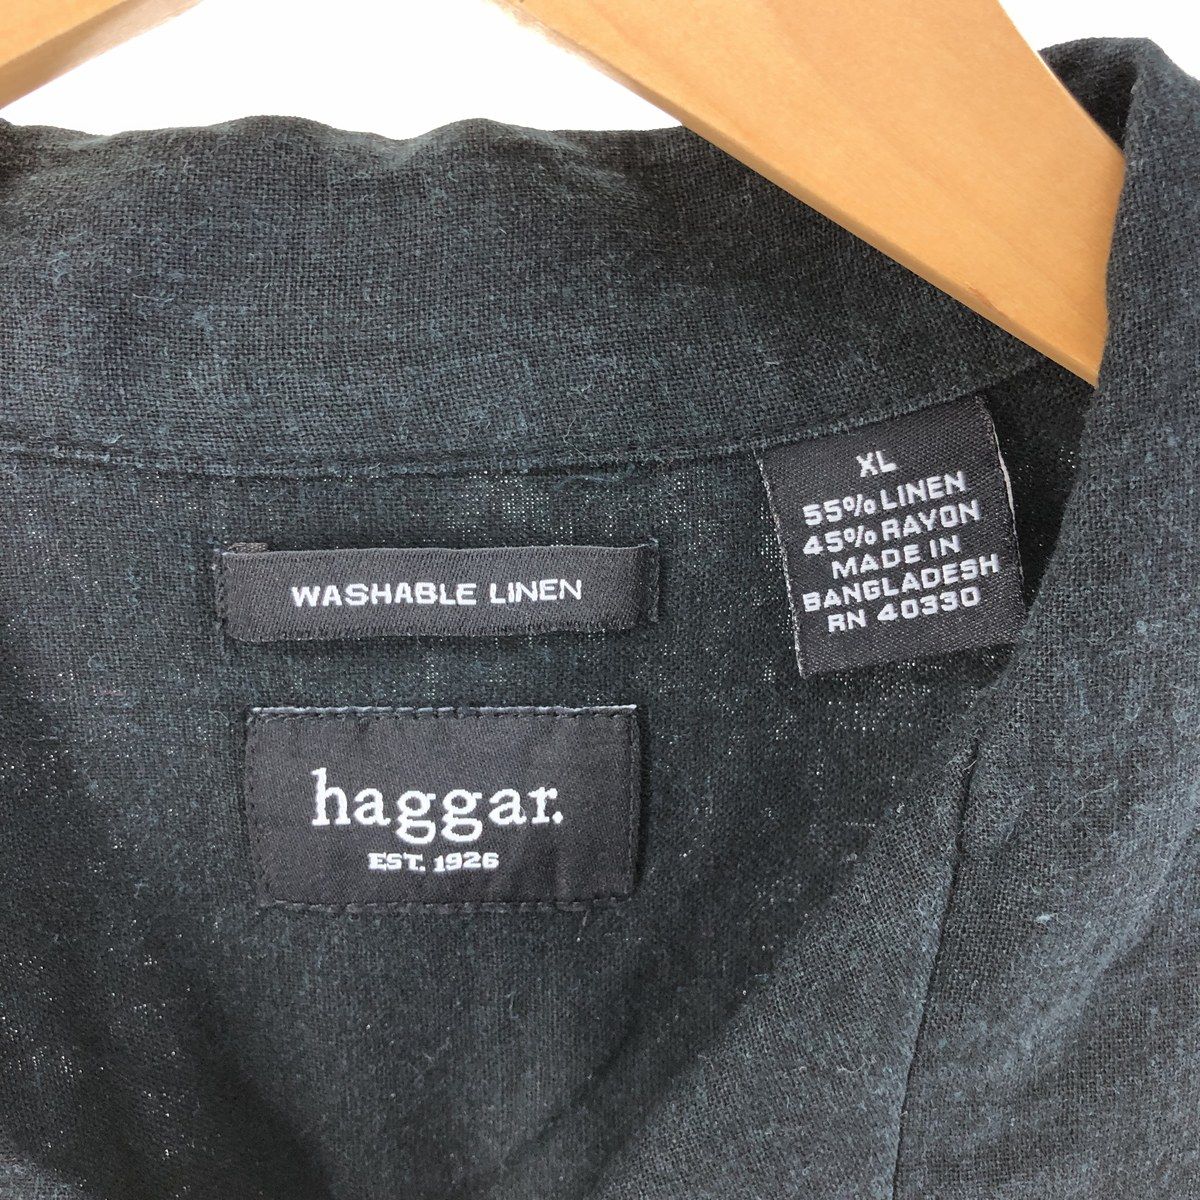 WASHABLE LINEN
haggar.
EST. 1926
XL
55% LINEN
45% RAYON
MADE IN
BANGLADESH
RN 40330